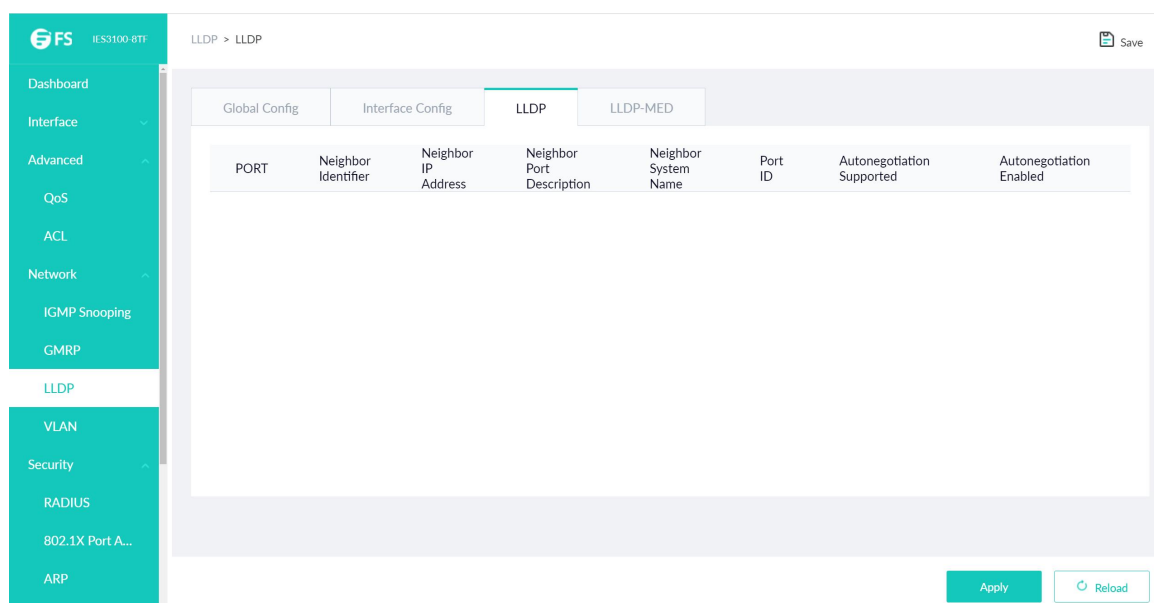 FS IES3100-8TF
LLDP > LLDP
Save
Dashboard
Interface
Advanced
QoS
ACL
Network
IGMP Snooping
GMRP
LLDP
VLAN
Security
RADIUS
802.1X Port A...
ARP
Global Config
Interface Config
LLDP
LLDP-MED
PORT
Neighbor
Identifier
Neighbor
IP
Address
Neighbor
Port
Description
Neighbor
System
Name
Port
ID
Autonegotiation
Supported
Autonegotiation
Enabled
Apply
Reload